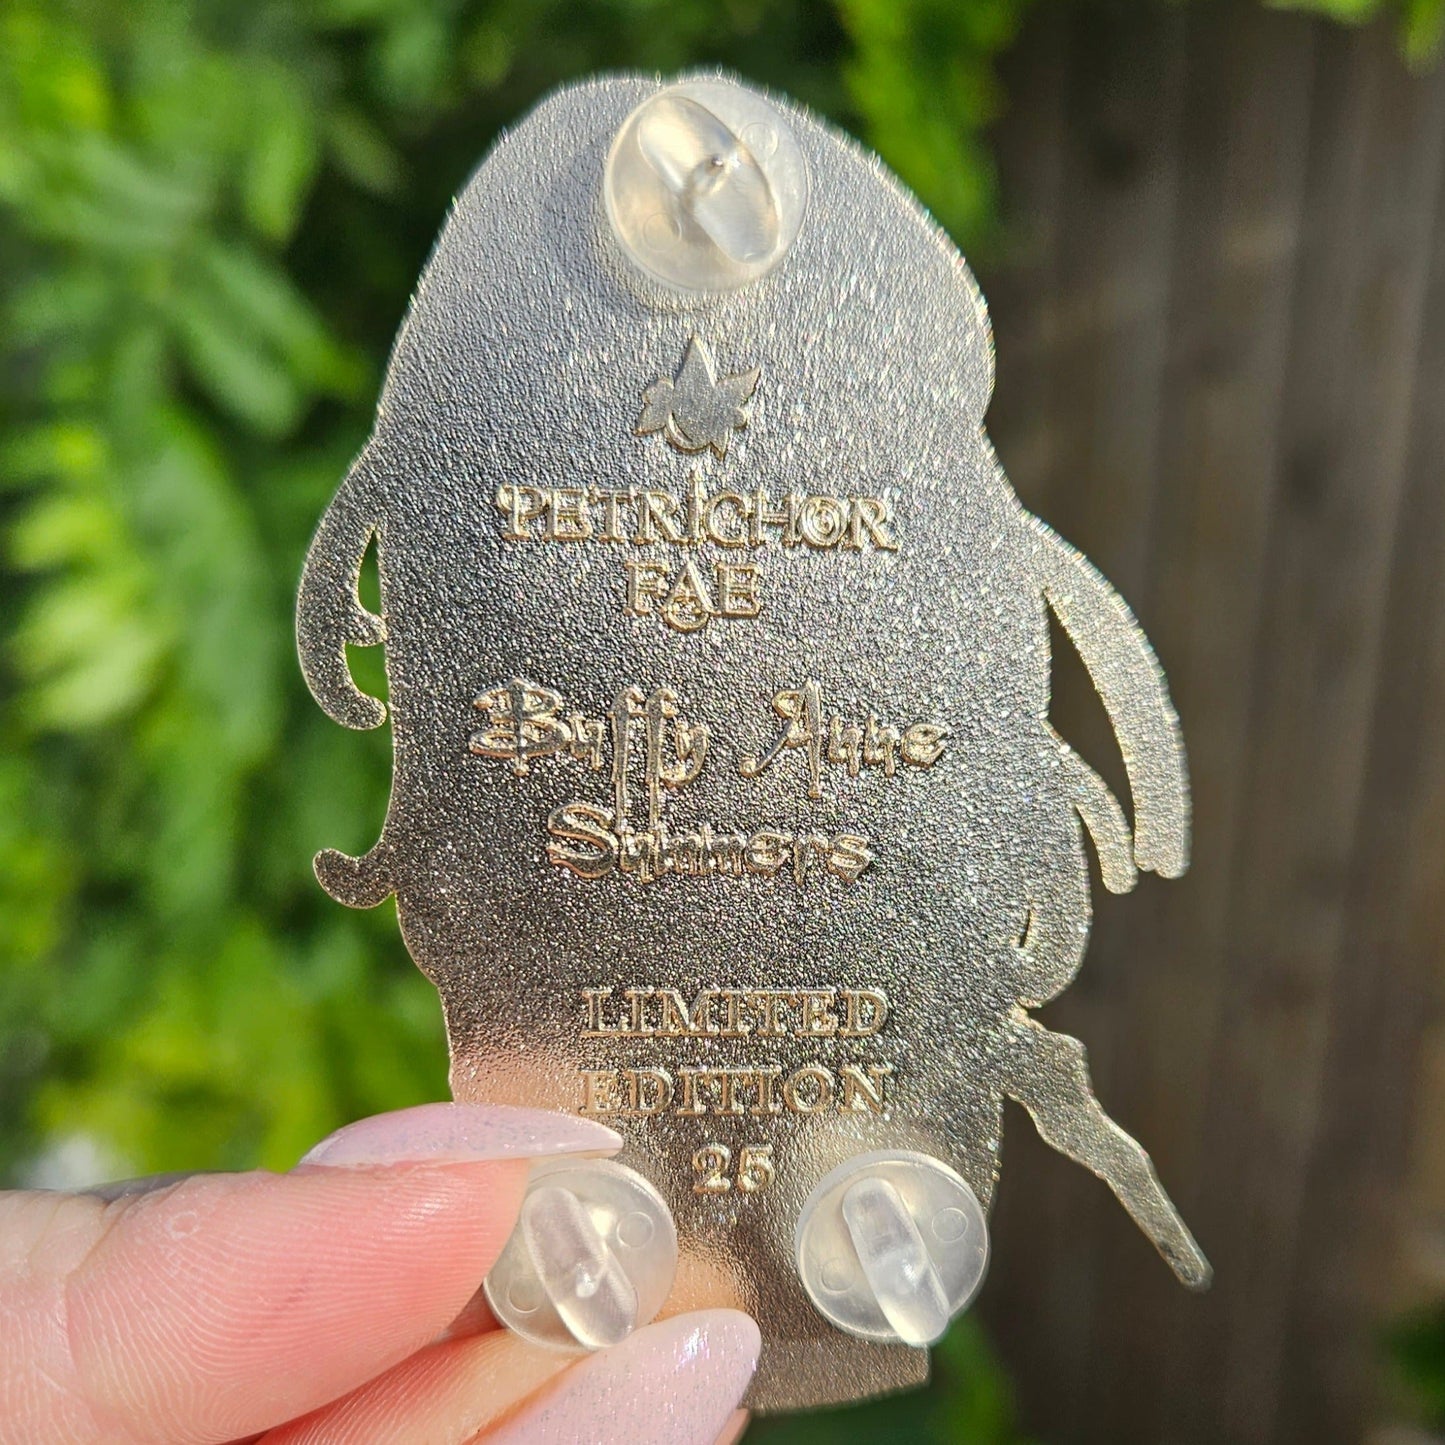 PETRICHOR
FAE
Buffy Anne
Summers
LIMITED
EDITION
25